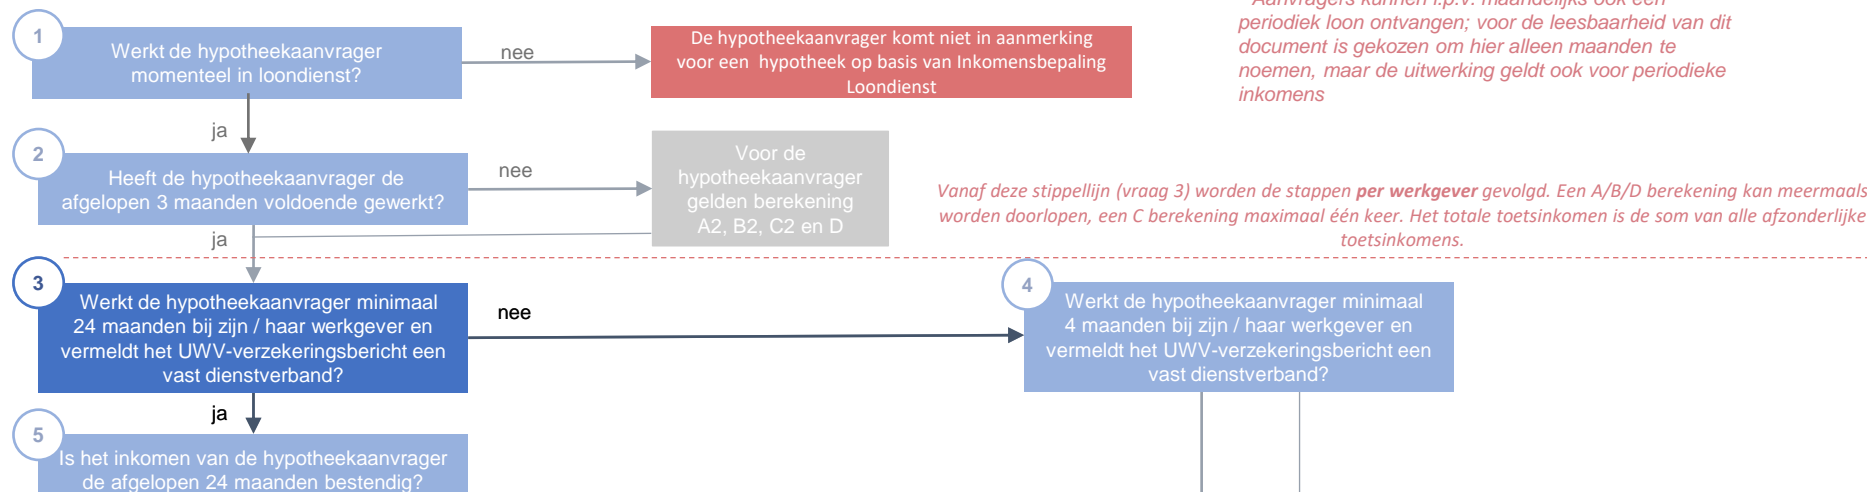 1
Werkt de hypotheekaanvrager
momenteel in loondienst?
nee
De hypotheekaanvrager komt niet in aanmerking
voor een hypotheek op basis van Inkomensbepaling
Loondienst
Aanvragers kunnen i.p.v. maandelijks ook een
periodiek loon ontvangen; voor de leesbaarheid van dit
document is gekozen om hier alleen maanden te
noemen, maar de uitwerking geldt ook voor periodieke
inkomens
ja
2
Heeft de hypotheekaanvrager de
afgelopen 3 maanden voldoende gewerkt?
nee
Voor de
hypotheekaanvrager
gelden berekening
A2, B2, C2 en D
Vanaf deze stippellijn (vraag 3) worden de stappen per werkgever gevolgd. Een A/B/D berekening kan meermaals
worden doorlopen, een C berekening maximaal één keer. Het totale toetsinkomen is de som van alle afzonderlijke
toetsinkomens.
ja
3
Werkt de hypotheekaanvrager minimaal
24 maanden bij zijn / haar werkgever en
vermeldt het UWV-verzekeringsbericht een
vast dienstverband?
nee
4
Werkt de hypotheekaanvrager minimaal
4 maanden bij zijn / haar werkgever en
vermeldt het UWV-verzekeringsbericht een
vast dienstverband?
ja
5
Is het inkomen van de hypotheekaanvrager
de afgelopen 24 maanden bestendig?